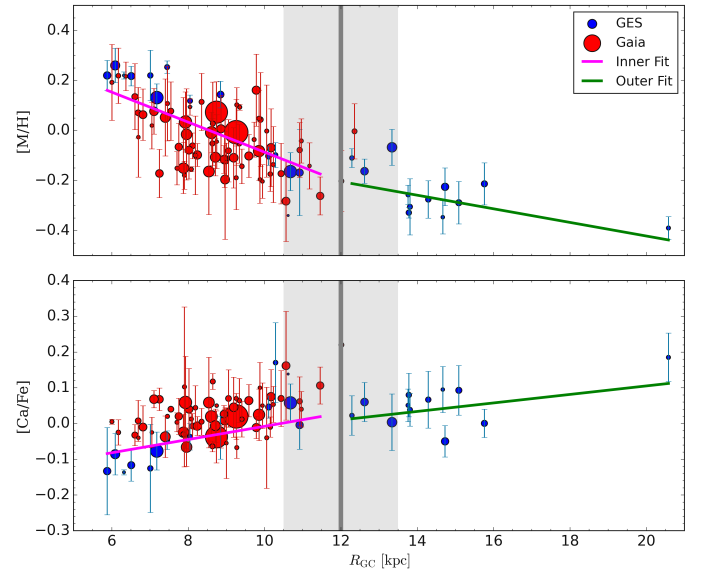 0.4
0.2
0.0
−0.2
−0.4
[M/H]
GES
Gaia
Inner Fit
Outer Fit
0.4
0.3
0.2
0.1
0.0
−0.1
−0.2
−0.3
[Ca/Fe]
6 8 10 12 14 16 18 20
R_GC [kpc]